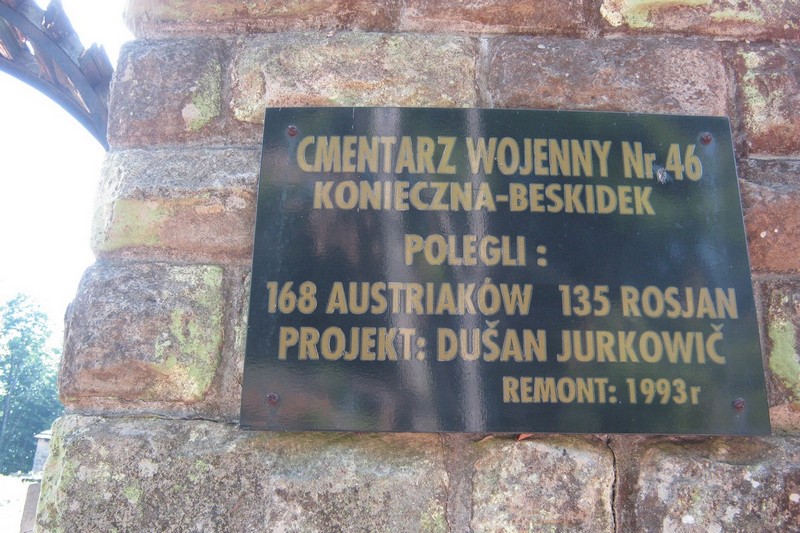 CMENTARZ WOJENNY Nr 46
KONIECZNA-BESKIDEK
POLEGLI :
168 AUSTRIAKÓW 135 ROSJAN
PROJEKT: DUŠAN JURKOWIČ
REMONT: 1993r